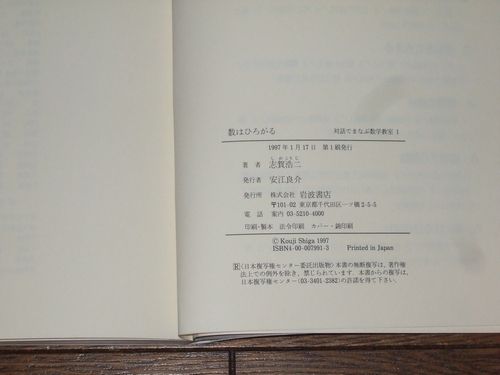 数はひろがる　対話でまなぶ数学教室 1
1997年1月17日　第1刷発行
しがこうじ
著者　志賀浩二
発行者　安江良介
発行所　株式会社 岩波書店
〒101-02 東京都千代田区一ツ橋 2-5-5
電話　案内 03-5210-4000
印刷・製本　法令印刷　カバー・錦印刷
© Kouji Shiga 1997
ISBN4-00-007991-3　Printed in Japan
R〈日本複写権センター委託出版物〉本書の無断複写は，著作権
法上での例外を除き，禁じられています．本書からの複写は，
日本複写権センター(03-3401-2382)の許諾を得て下さい．